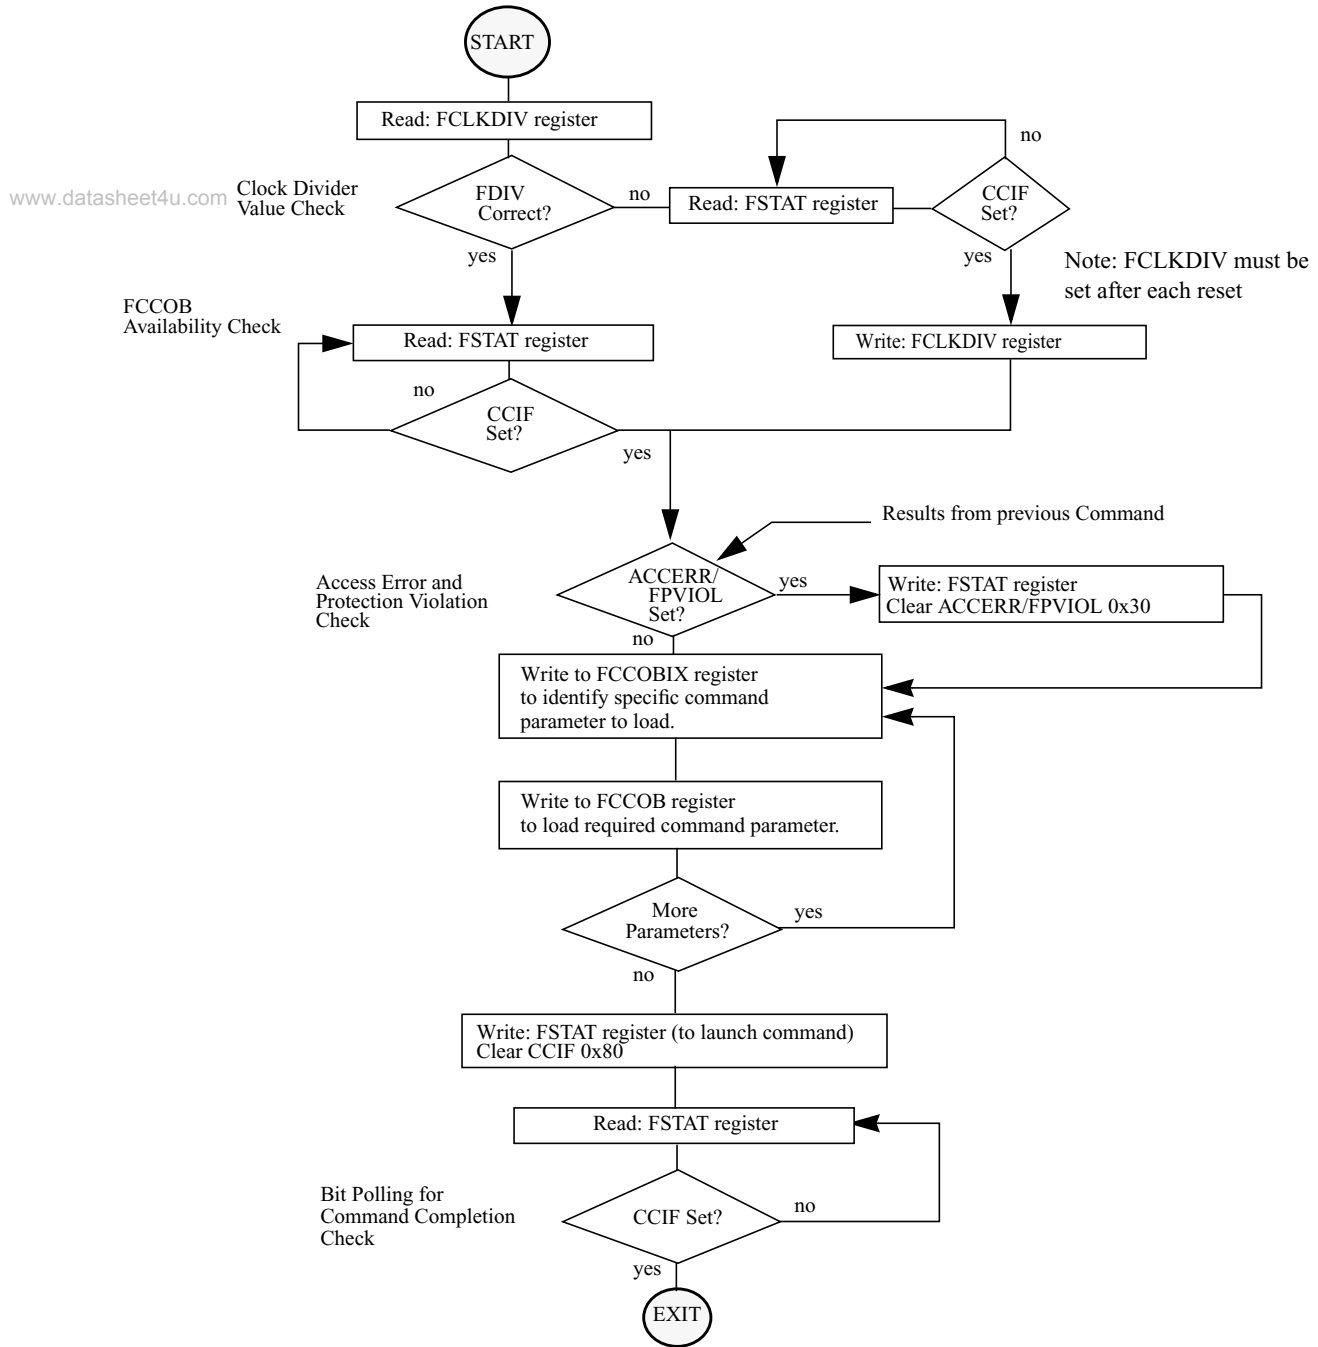 START
Read: FCLKDIV register
no
www.datasheet4u.com
Clock Divider
Value Check
FDIV
Correct?
no
Read: FSTAT register
CCIF
Set?
yes
yes
Note: FCLKDIV must be
set after each reset
FCCOB
Availability Check
Read: FSTAT register
Write: FCLKDIV register
no
CCIF
Set?
yes
Results from previous Command
Access Error and
Protection Violation
Check
ACCERR/
FPVIOL
Set?
yes
Write: FSTAT register
Clear ACCERR/FPVIOL 0x30
no
Write to FCCOBIX register
to identify specific command
parameter to load.
Write to FCCOB register
to load required command parameter.
More
Parameters?
yes
no
Write: FSTAT register (to launch command)
Clear CCIF 0x80
Read: FSTAT register
Bit Polling for
Command Completion
Check
CCIF Set?
no
yes
EXIT